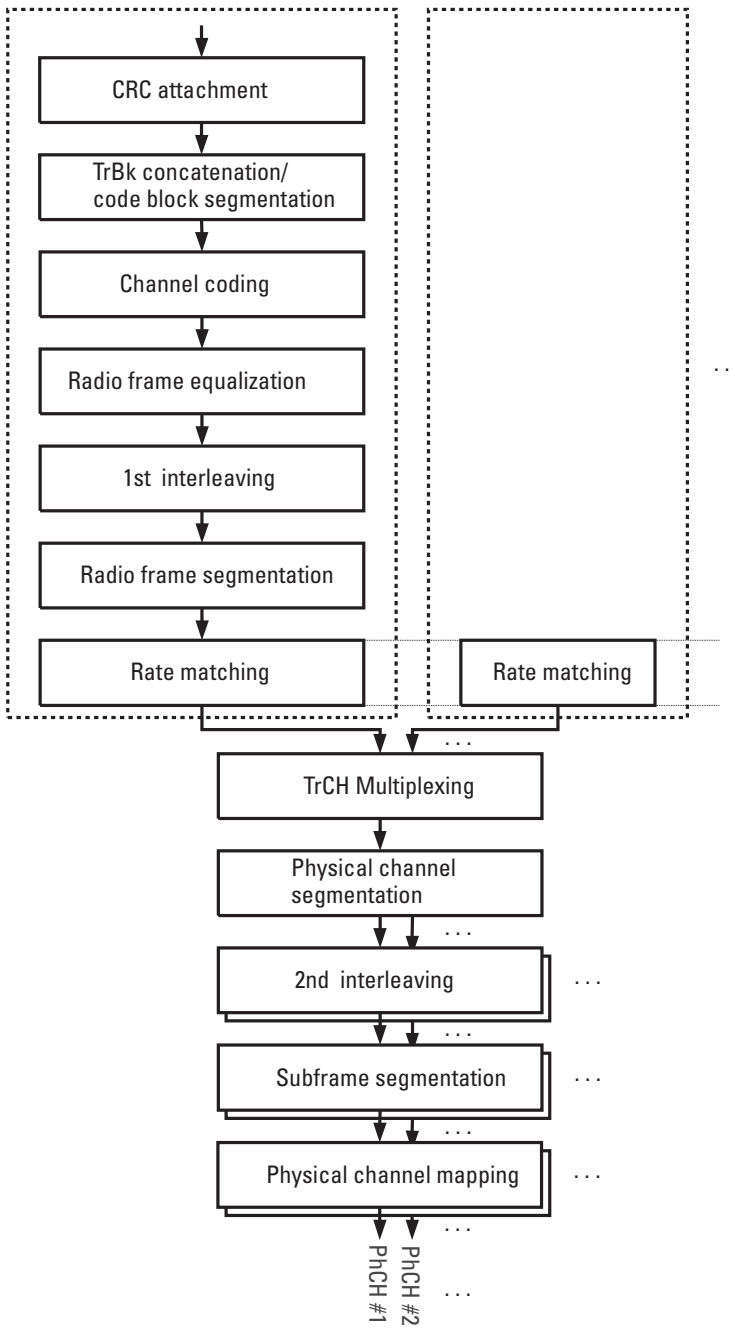 CRC attachment
TrBk concatenation/
code block segmentation
Channel coding
Radio frame equalization
. .
1st interleaving
Radio frame segmentation
Rate matching
Rate matching
. . .
TrCH Multiplexing
Physical channel
segmentation
. . .
2nd interleaving
. . .
. . .
Subframe segmentation
. . .
. . .
Physical channel mapping
. . .
. . .
PhCH #1
PhCH #2
. . .